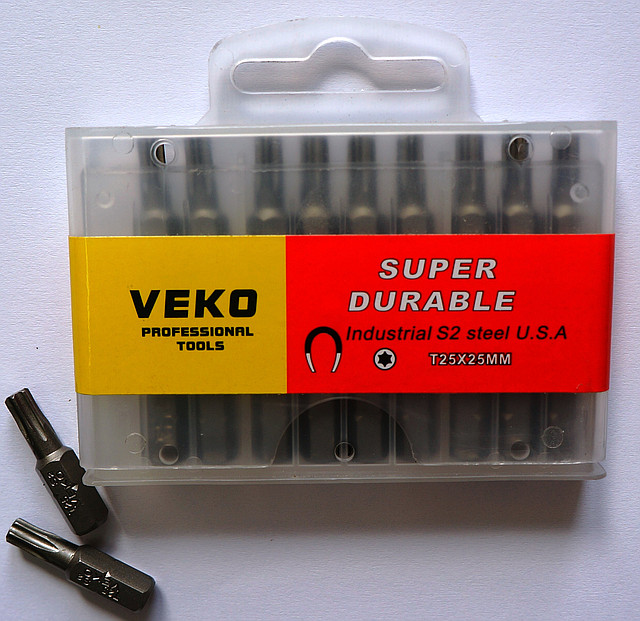 VEKO
PROFESSIONAL
TOOLS
SUPER
DURABLE
Industrial S2 steel U.S.A
T25X25MM